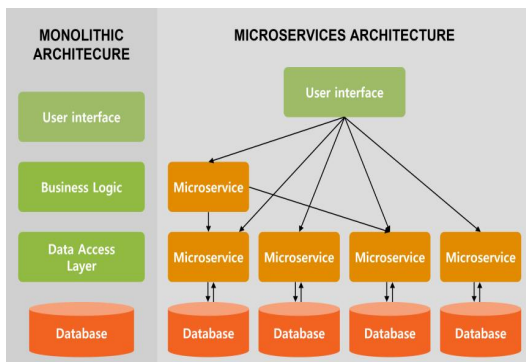 MONOLITHIC
ARCHITECURE
User interface
Business Logic
Data Access
Layer
Database
MICROSERVICES ARCHITECTURE
User interface
Microservice
Microservice
Microservice
Microservice
Microservice
Database
Database
Database
Database